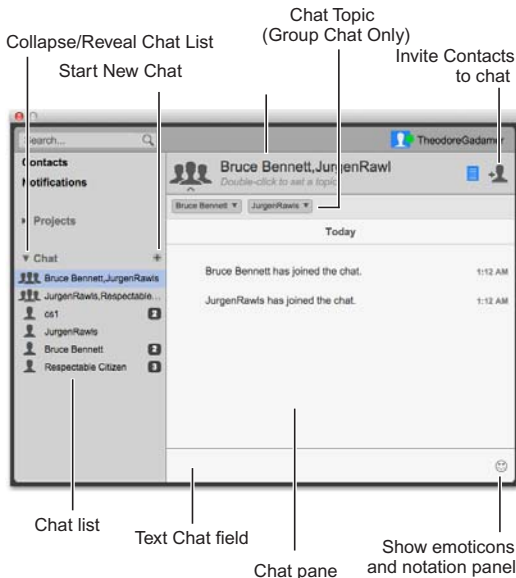 Chat Topic
(Group Chat Only)
Collapse/Reveal Chat List
Start New Chat
Invite Contacts
to chat
Search...
TheodoreGadamer
Contacts
Notifications
Projects
Chat
Bruce Bennett,JurgenRawls
JurgenRawls,Respectable...
cs1 2
JurgenRawls
Bruce Bennett 2
Respectable Citizen 3
Bruce Bennett,JurgenRawl
Double-click to set a topic
Bruce Bennett JurgenRawls
Today
Bruce Bennett has joined the chat. 1:12 AM
JurgenRawls has joined the chat. 1:12 AM
Chat list
Text Chat field
Chat pane
Show emoticons
and notation panel